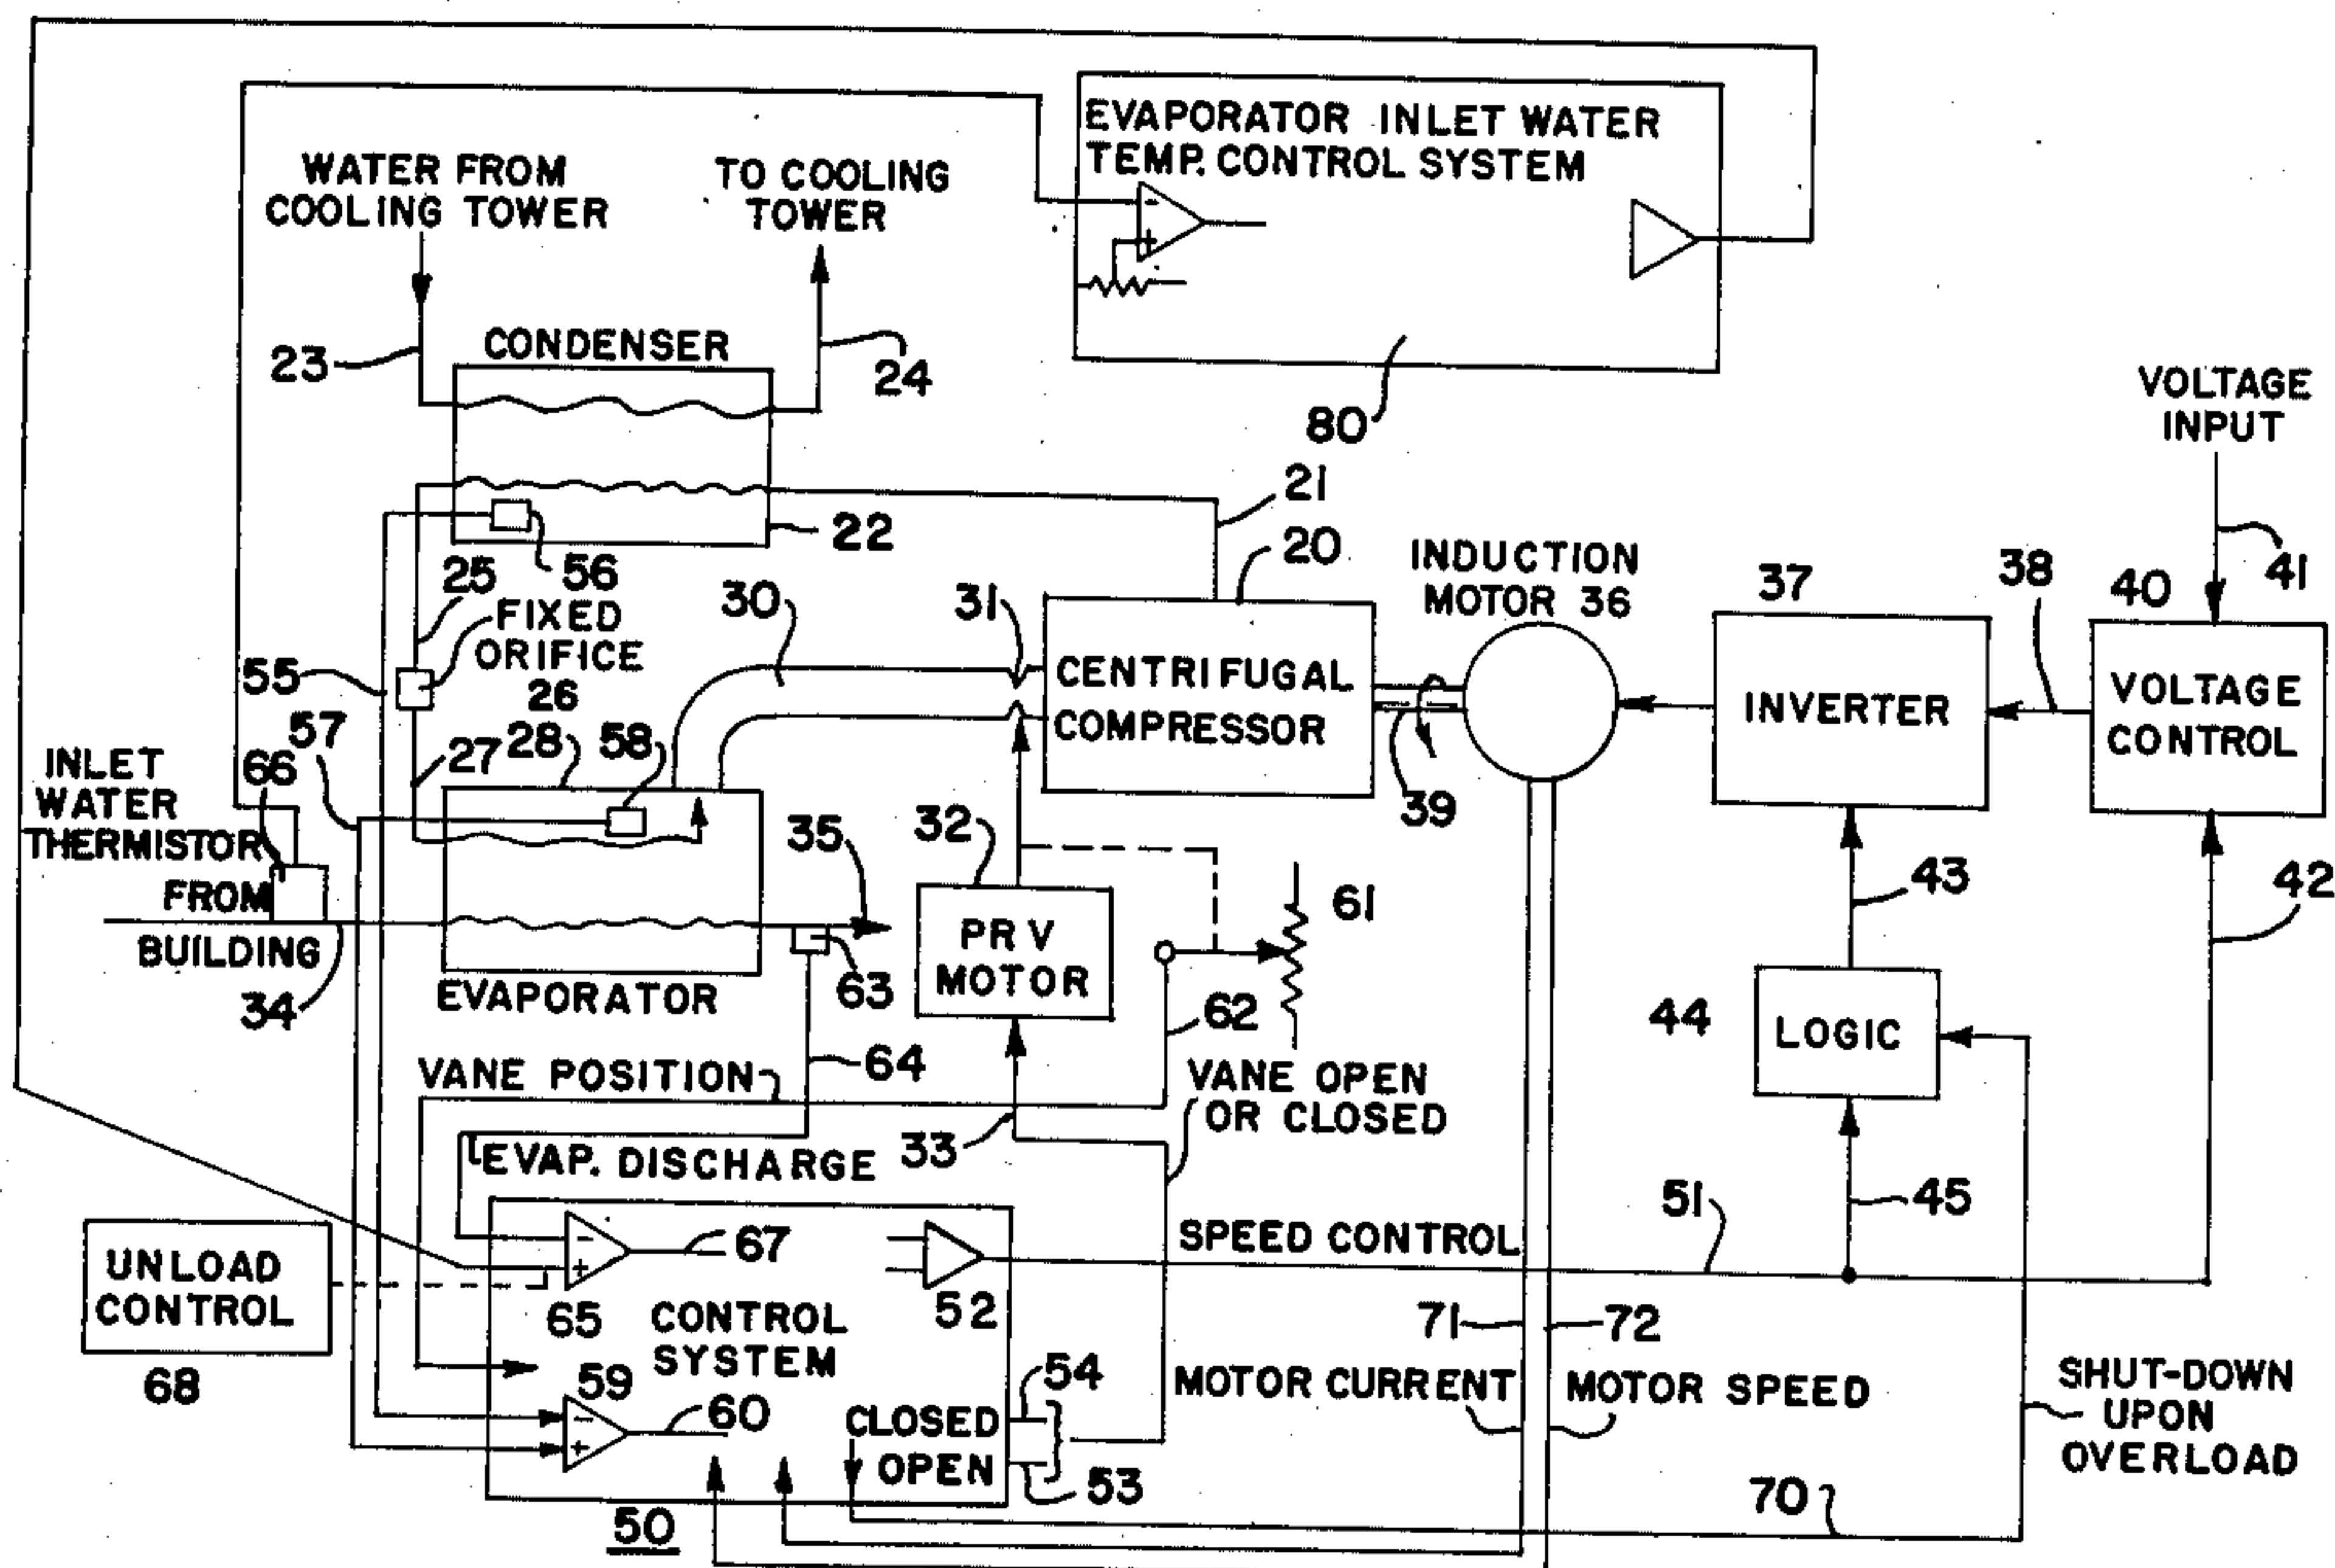 EVAPORATOR INLET WATER
TEMP. CONTROL SYSTEM
-
+
80
WATER FROM
COOLING TOWER
TO COOLING
TOWER
23
CONDENSER
24
22
56
21
20
VOLTAGE
INPUT
41
40
38
37
INDUCTION
MOTOR 36
25
FIXED
ORIFICE
26
55
30
31
CENTRIFUGAL
COMPRESSOR
39
INVERTER
VOLTAGE
CONTROL
57
27
28
58
INLET
66
WATER
THERMISTOR
FROM
BUILDING
34
EVAPORATOR
35
63
32
PRV
MOTOR
61
62
43
42
44
LOGIC
45
64
VANE POSITION
EVAP. DISCHARGE
33
VANE OPEN
OR CLOSED
SPEED CONTROL
51
UNLOAD
CONTROL
68
-
+
67
65
52
CONTROL
SYSTEM
59
-
+
60
CLOSED
OPEN
54
53
50
71
72
MOTOR CURRENT
MOTOR SPEED
SHUT-DOWN
UPON
OVERLOAD
70